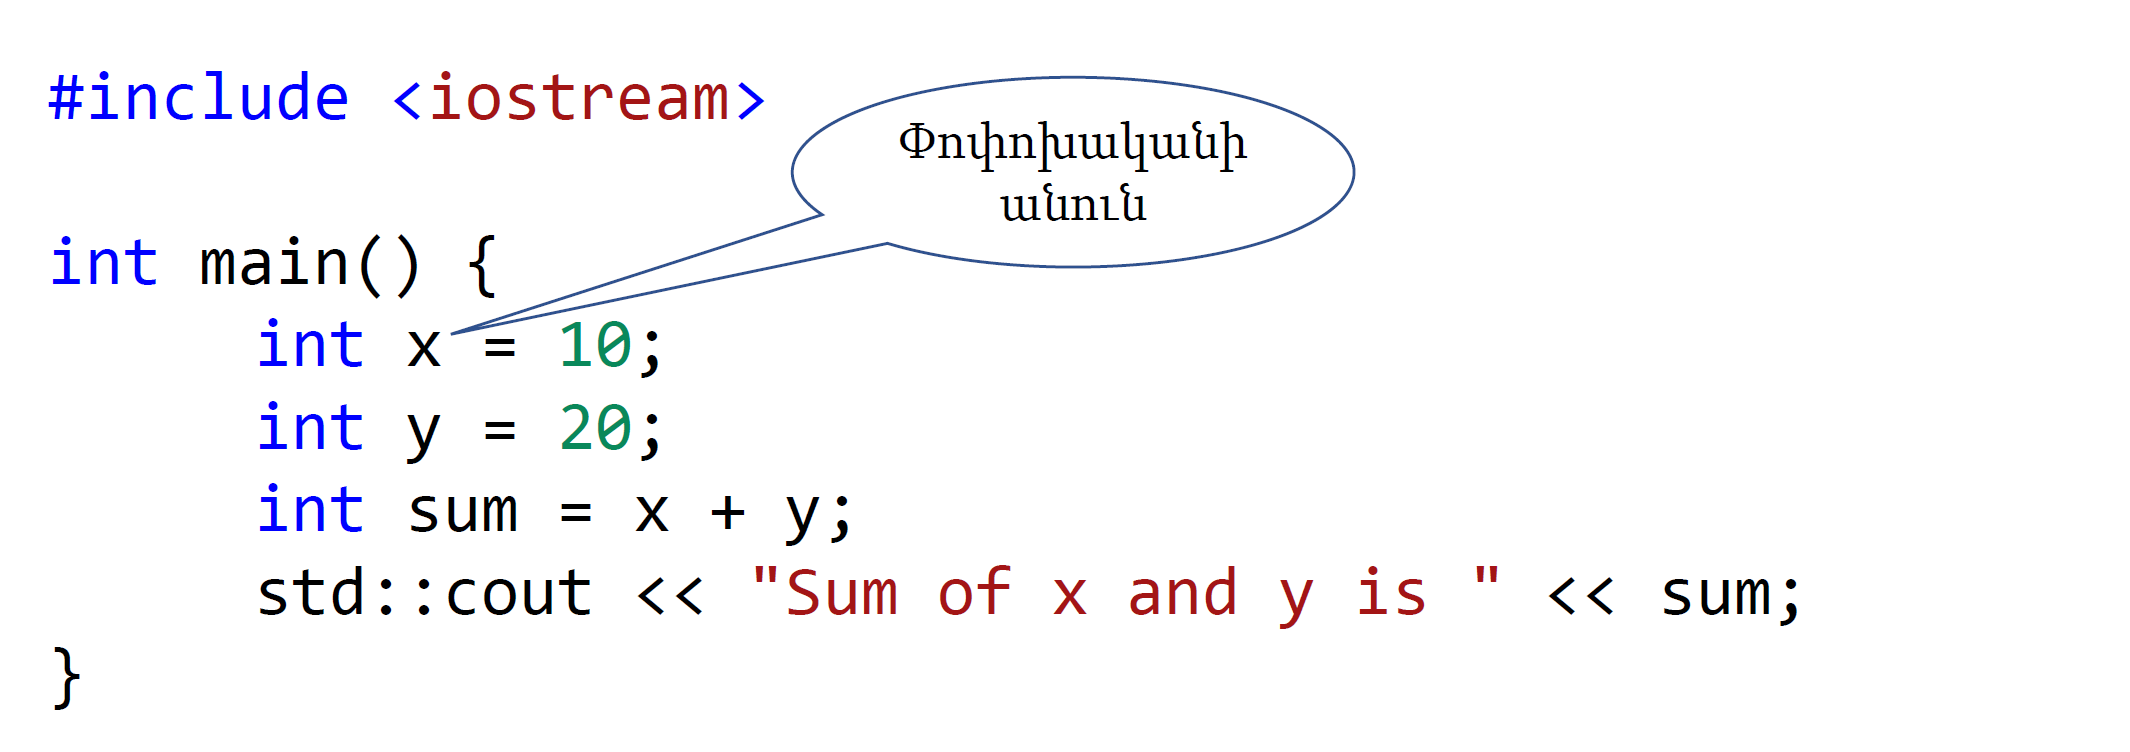 #include <iostream>
Փոփոխականի
անուն
int main() {
int x = 10;
int y = 20;
int sum = x + y;
std::cout << "Sum of x and y is " << sum;
}